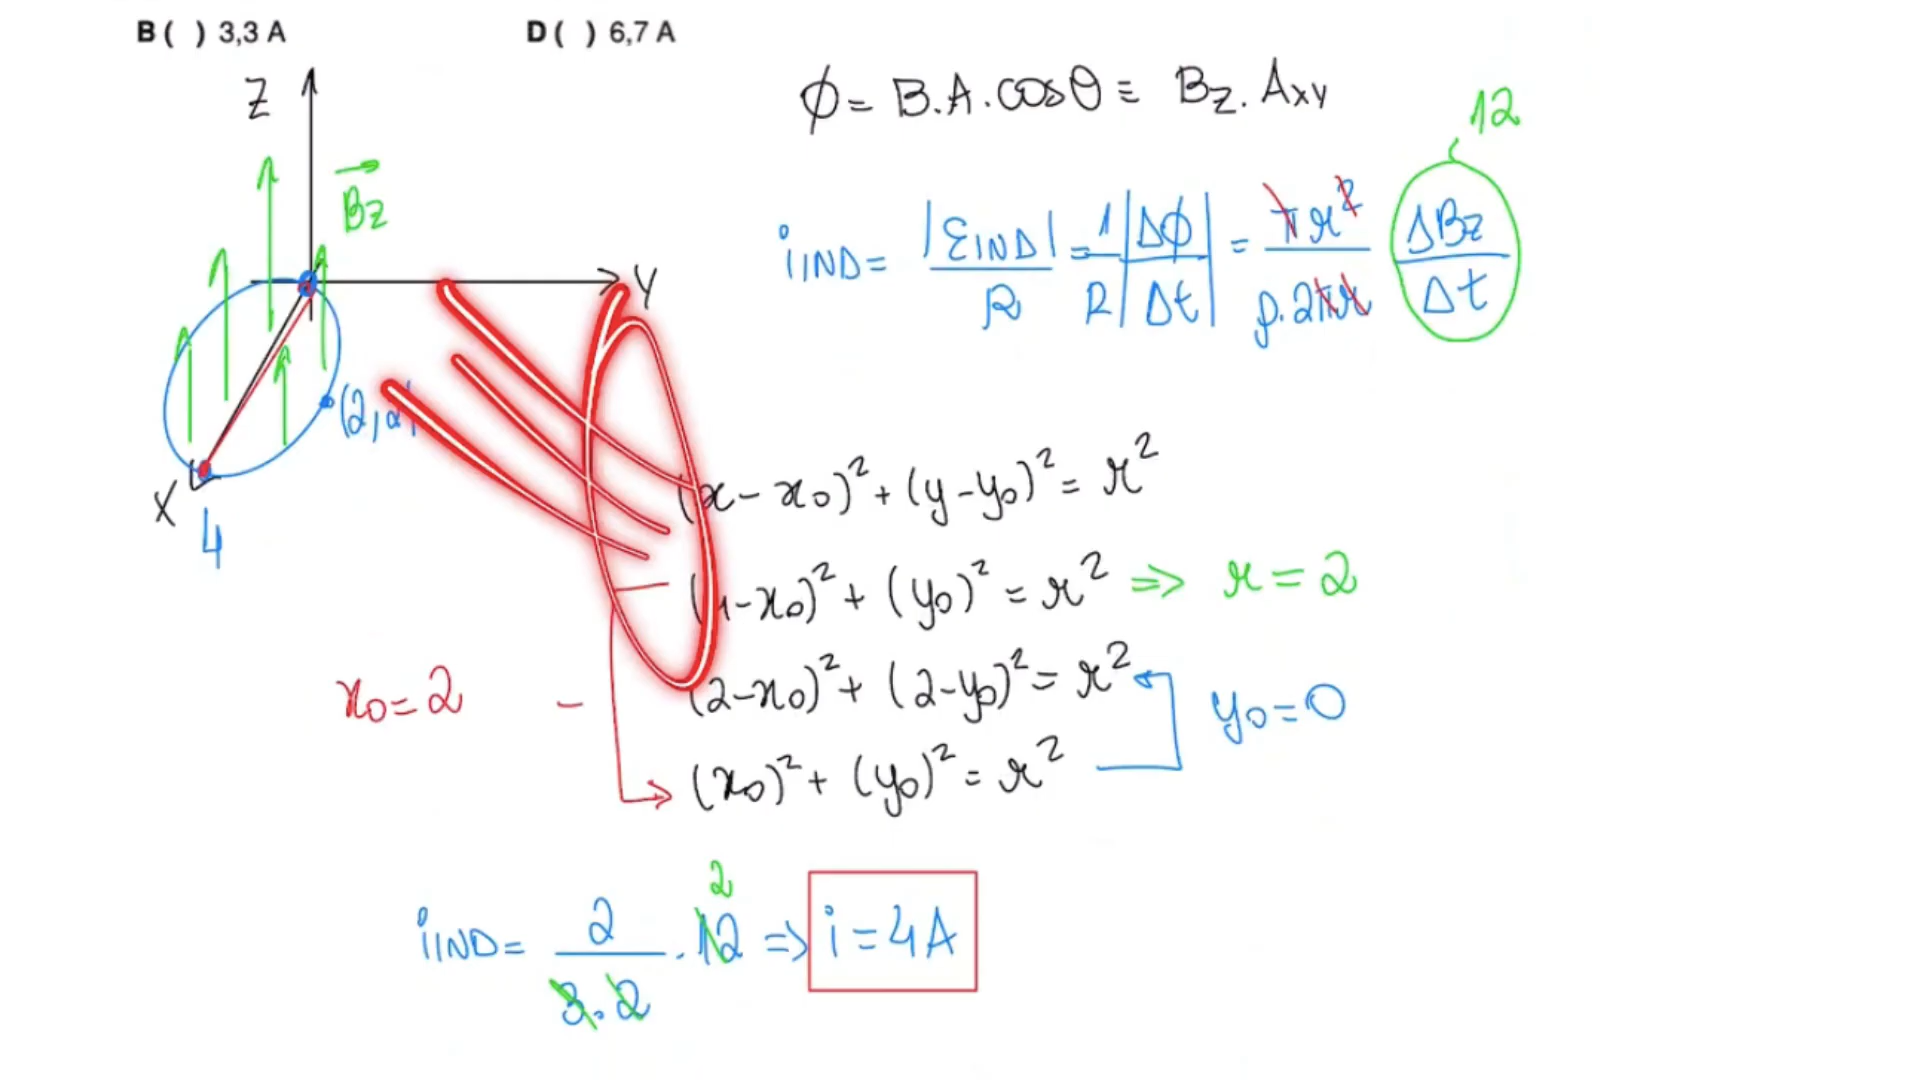 B ( ) 3,3 A
D ( ) 6,7 A
Z
Bz
Y
(2,2)
X
4
ϕ = B.A.cosθ = Bz.Axy
12
iIND = |εIND|/R = 1/R |Δϕ/Δt| = πr²/ρ.2πr ΔBz/Δt
(x-x0)² + (y-y0)² = r²
(4-x0)² + (y0)² = r² => r = 2
(2-x0)² + (2-y0)² = r²
x0 = 2
y0 = 0
(x0)² + (y0)² = r²
2
iIND = 2/3.2 . 12 => i = 4A